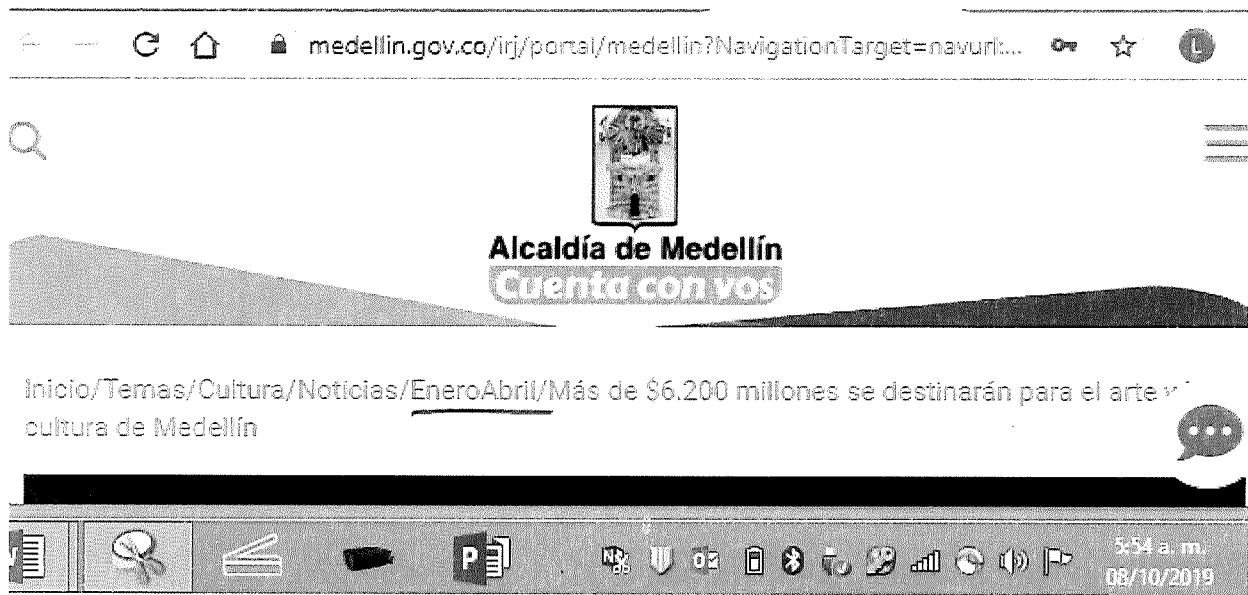 medellin.gov.co/irj/portal/medellin?NavigationTarget=navurl:...
L
Alcaldía de Medellín
Cuenta con vos
Inicio/Temas/Cultura/Noticias/EneroAbril/Más de $6.200 millones se destinarán para el arte y
cultura de Medellín
5:54 a. m.
08/10/2019